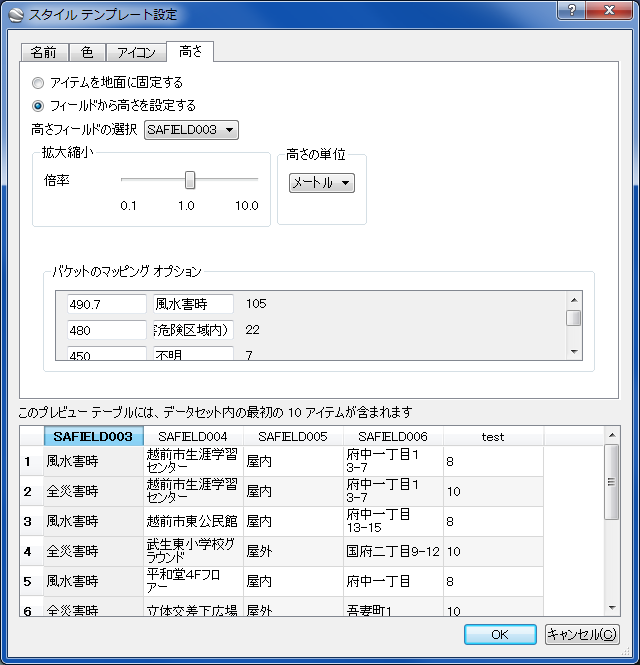 スタイル テンプレート設定
名前 色 アイコン 高さ
アイテムを地面に固定する
フィールドから高さを設定する
高さフィールドの選択 SAFIELD003
拡大縮小 高さの単位
倍率 メートル
0.1 1.0 10.0
バケットのマッピング オプション
490.7 風水害時 105
480 害危険区域内) 22
450 不明 7
このプレビュー テーブルには、データセット内の最初の 10 アイテムが含まれます
SAFIELD003 SAFIELD004 SAFIELD005 SAFIELD006 test
1 風水害時 越前市生涯学習センター 屋内 府中一丁目13-7 8
2 全災害時 越前市生涯学習センター 屋内 府中一丁目13-7 10
3 風水害時 越前市東公民館 屋内 府中一丁目13-15 8
4 全災害時 武生東小学校グラウンド 屋外 国府二丁目9-12 10
5 風水害時 平和堂4Fフロアー 屋内 府中一丁目 8
6 全災害時 立体交差下広場 屋外 吾妻町1 10
OK キャンセル(C)